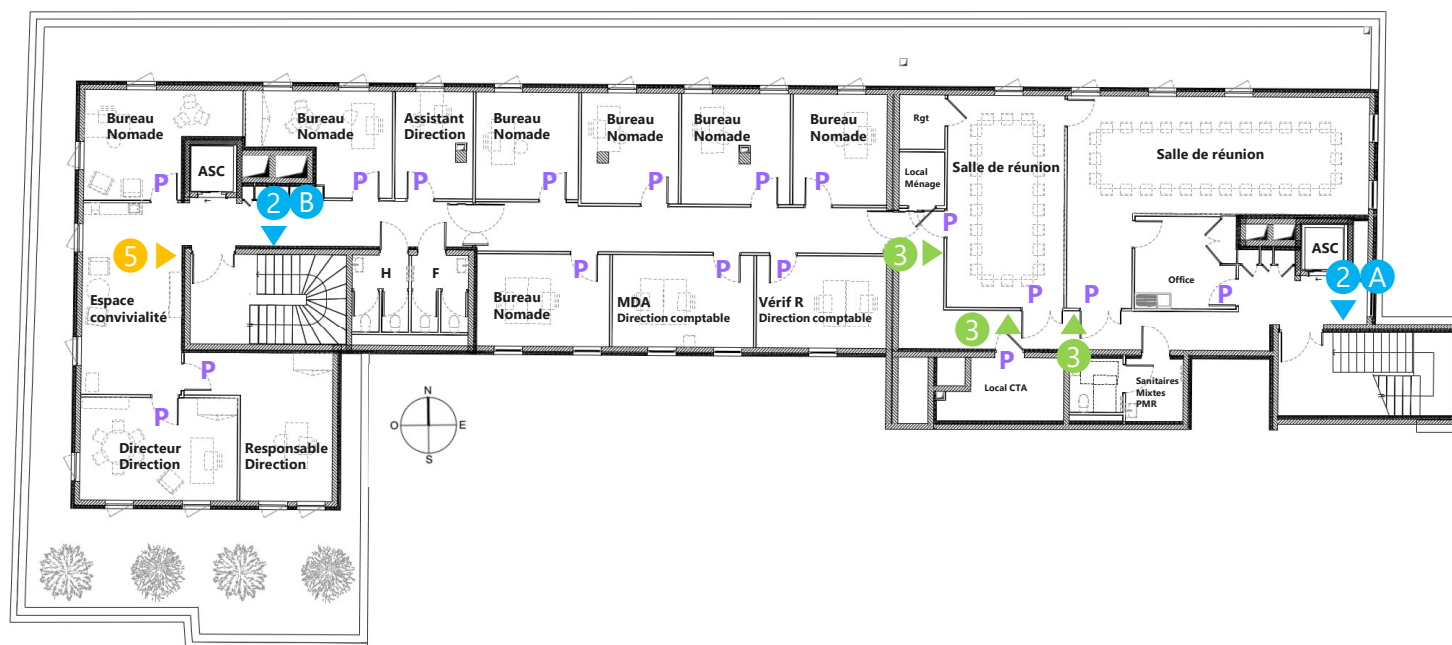 Bureau
Nomade
Bureau
Nomade
Assistant
Direction
Bureau
Nomade
Bureau
Nomade
Bureau
Nomade
Bureau
Nomade
Rgt
Salle de réunion
Salle de réunion
ASC
Local
Ménage
P
P
P
P
P
P
P
2 B
P
5
H
F
3
P
ASC
2 A
Office
P
Espace
convivialité
Bureau
Nomade
MDA
Direction comptable
Vérif R
Direction comptable
P
P
P
P
P
3
3
P
Local CTA
Sanitaires
Mixtes
PMR
P
P
Directeur
Direction
Responsable
Direction
N
O
E
S